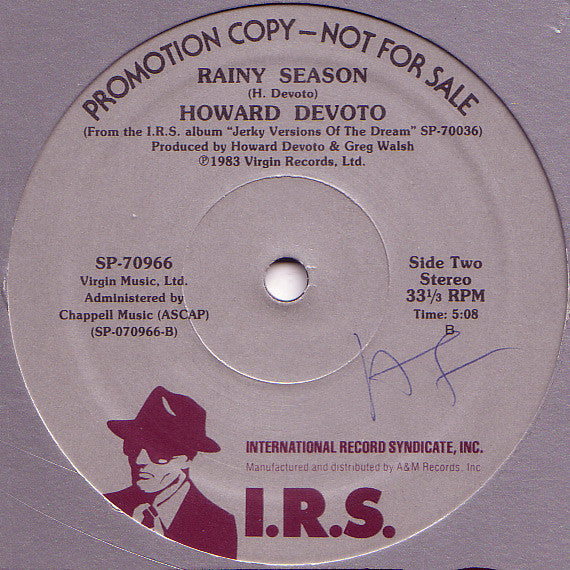 PROMOTION COPY—NOT FOR SALE
RAINY SEASON
(H. Devoto)
HOWARD DEVOTO
(From the I.R.S. album "Jerky Versions Of The Dream" SP-70036)
Produced by Howard Devoto & Greg Walsh
℗1983 Virgin Records, Ltd.
SP-70966
Virgin Music, Ltd.
Administered by
Chappell Music (ASCAP)
(SP-070966-B)
Side Two
Stereo
33⅓ RPM
Time: 5:08
B
INTERNATIONAL RECORD SYNDICATE, INC.
Manufactured and distributed by A&M Records, Inc.
I.R.S.